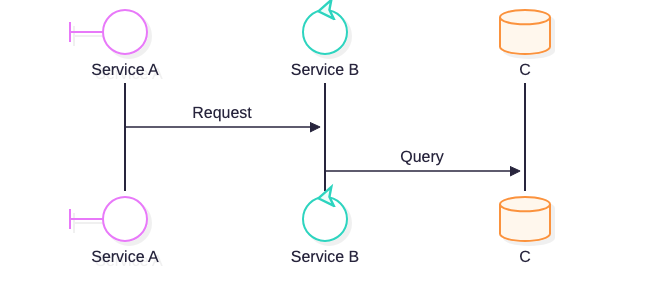 Service A
Service B
C
Request
Query
Service A
Service B
C